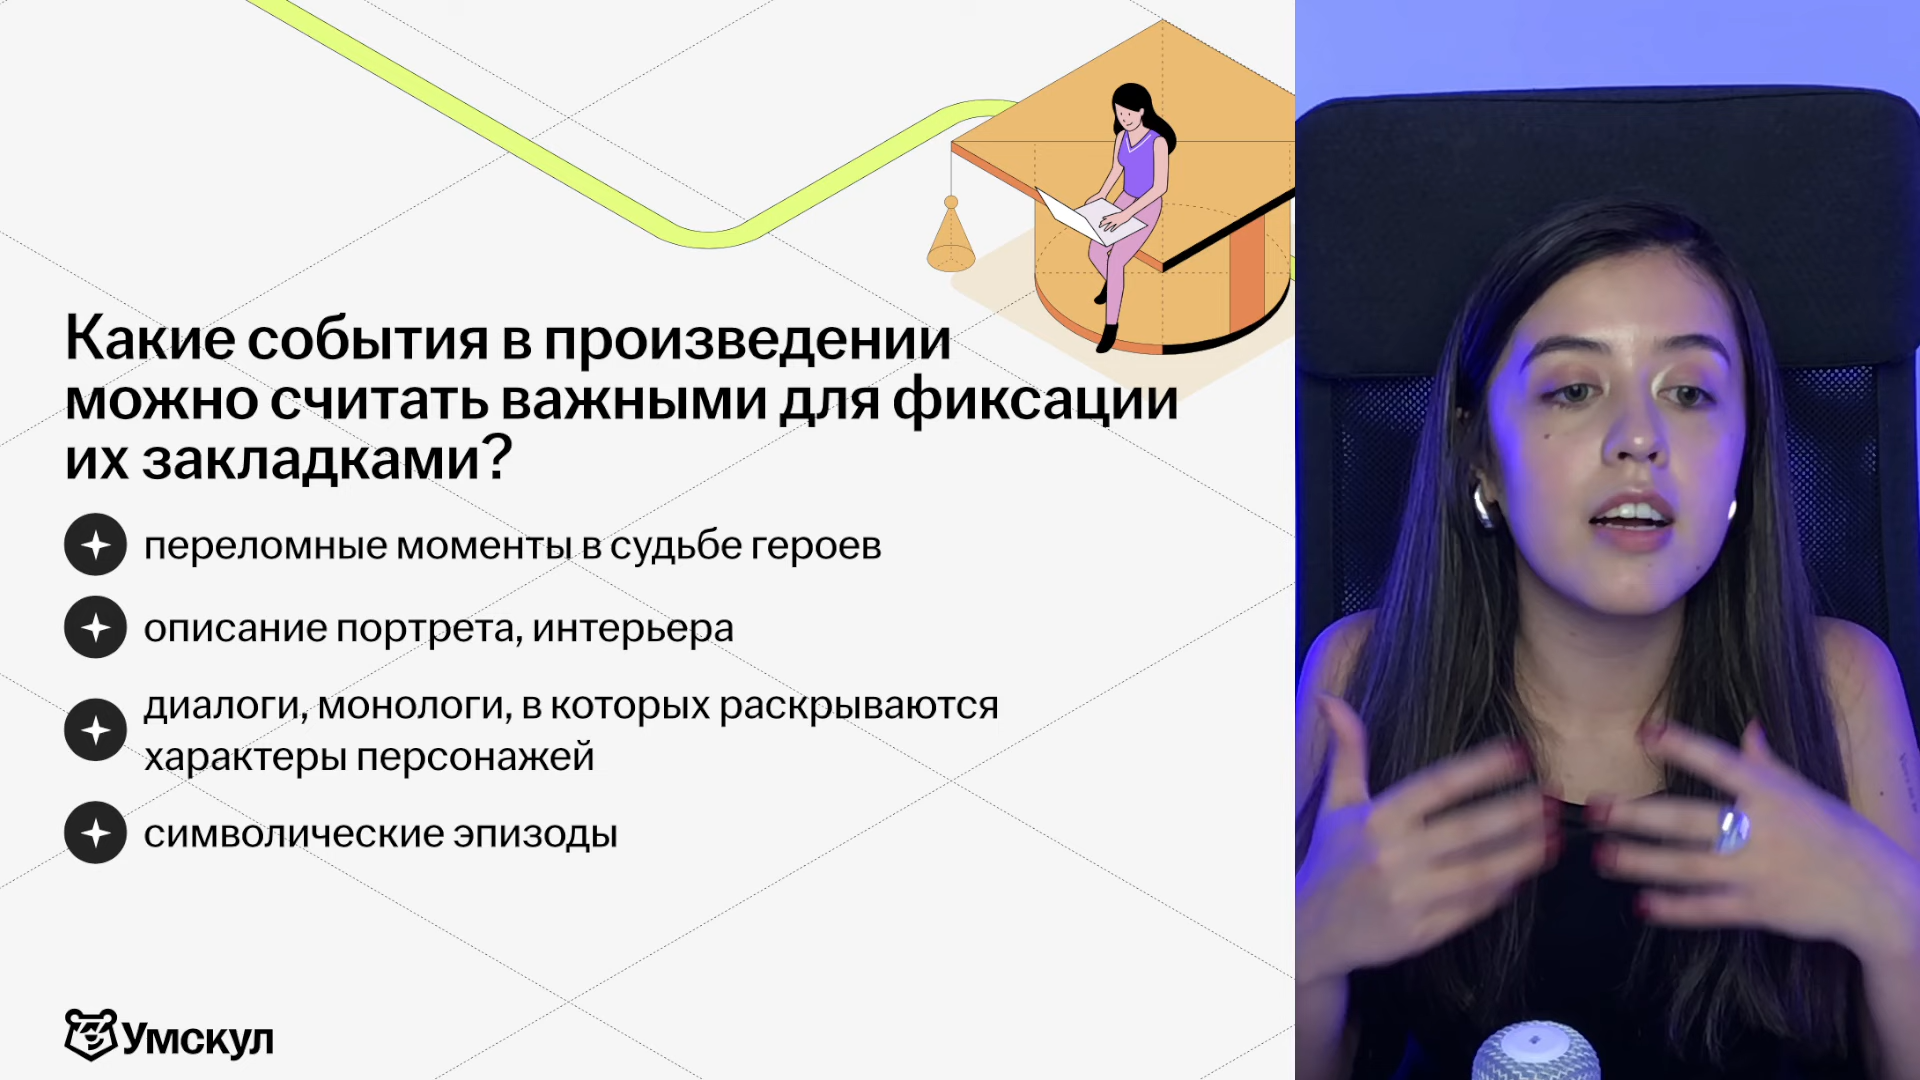 Какие события в произведении
можно считать важными для фиксации
их закладками?
переломные моменты в судьбе героев
описание портрета, интерьера
диалоги, монологи, в которых раскрываются
характеры персонажей
символические эпизоды
Умскул